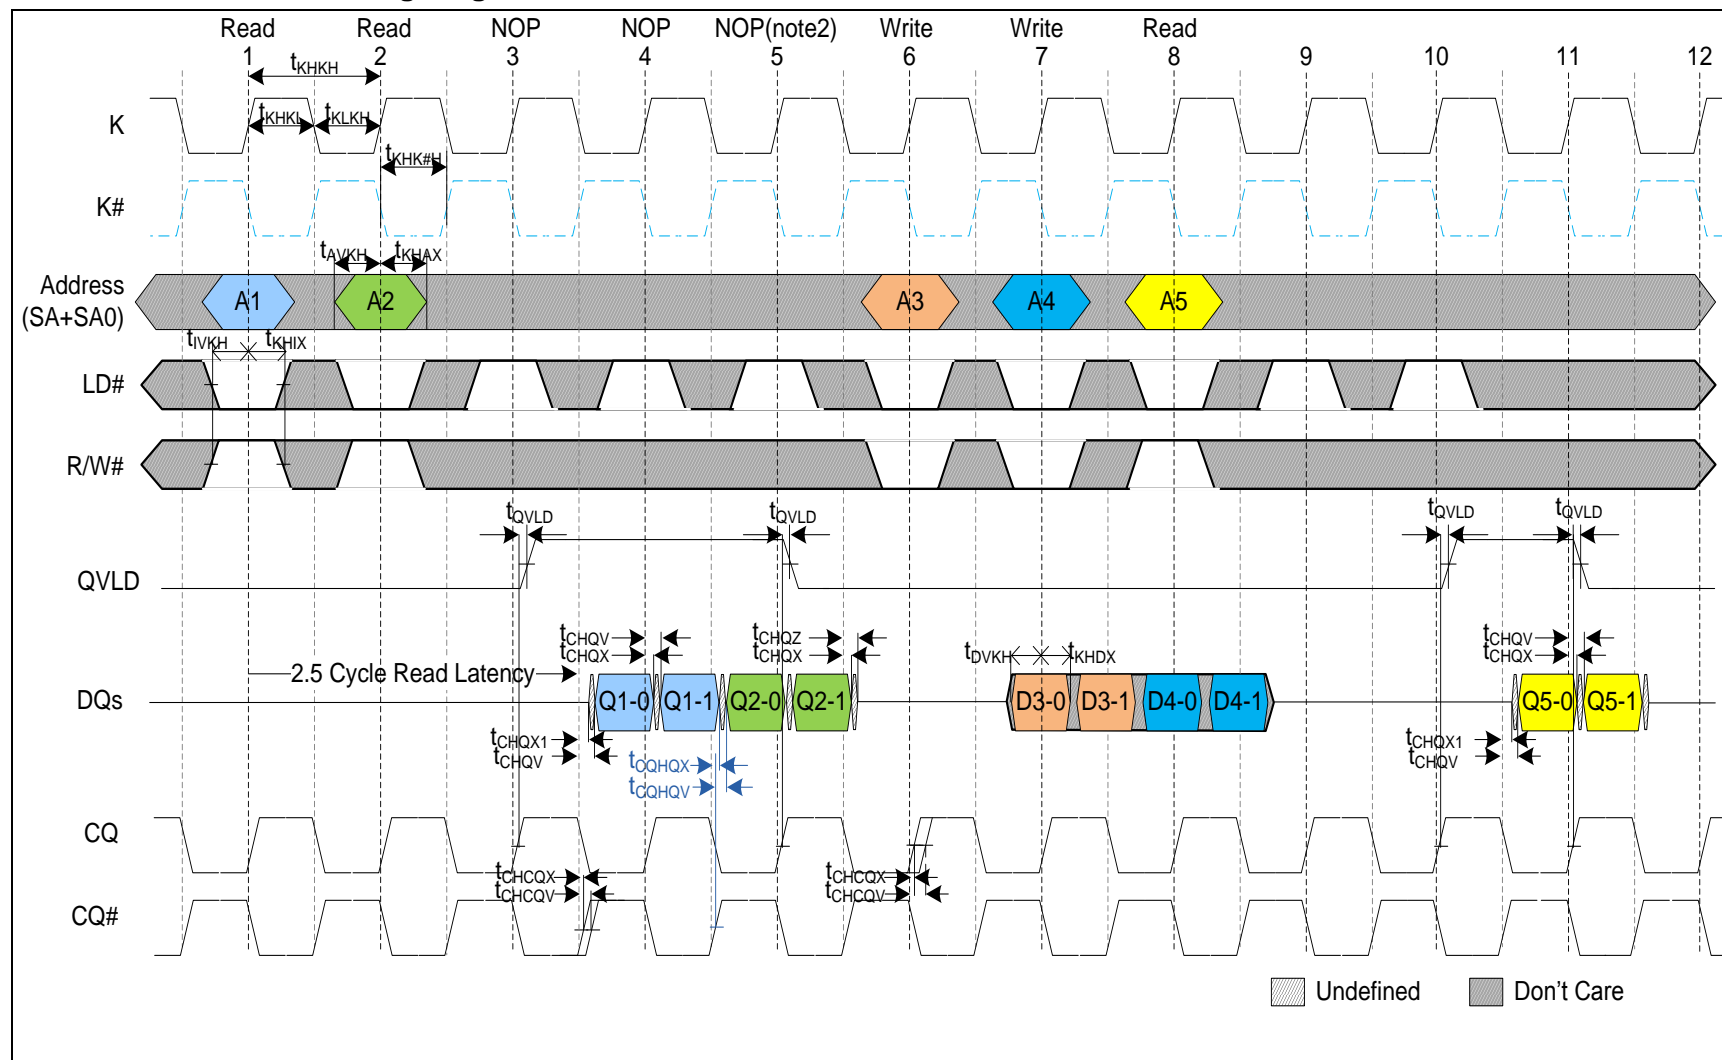 Read Read NOP NOP NOP(note2) Write Write Read
1 2 3 4 5 6 7 8 9 10 11 12
tKHKH
K tKHKL tKLKH
tKHK#H
K#
tAVKH tKHAX
Address
(SA+SA0)
A1 A2 A3 A4 A5
tIVKH tKHIX
LD#
R/W#
tQVLD tQVLD tQVLD tQVLD
QVLD
tCHQV tCHQZ tCHQV
tCHQX tCHQX tDVKH tKHDX tCHQX
2.5 Cycle Read Latency
DQs Q1-0 Q1-1 Q2-0 Q2-1 D3-0 D3-1 D4-0 D4-1 Q5-0 Q5-1
tCHQX1 tCHQX1
tCHQV tCHQV
tCQHQX
tCQHQV
CQ
tCHCQX tCHCQX
tCHCQV tCHCQV
CQ#
Undefined Don't Care